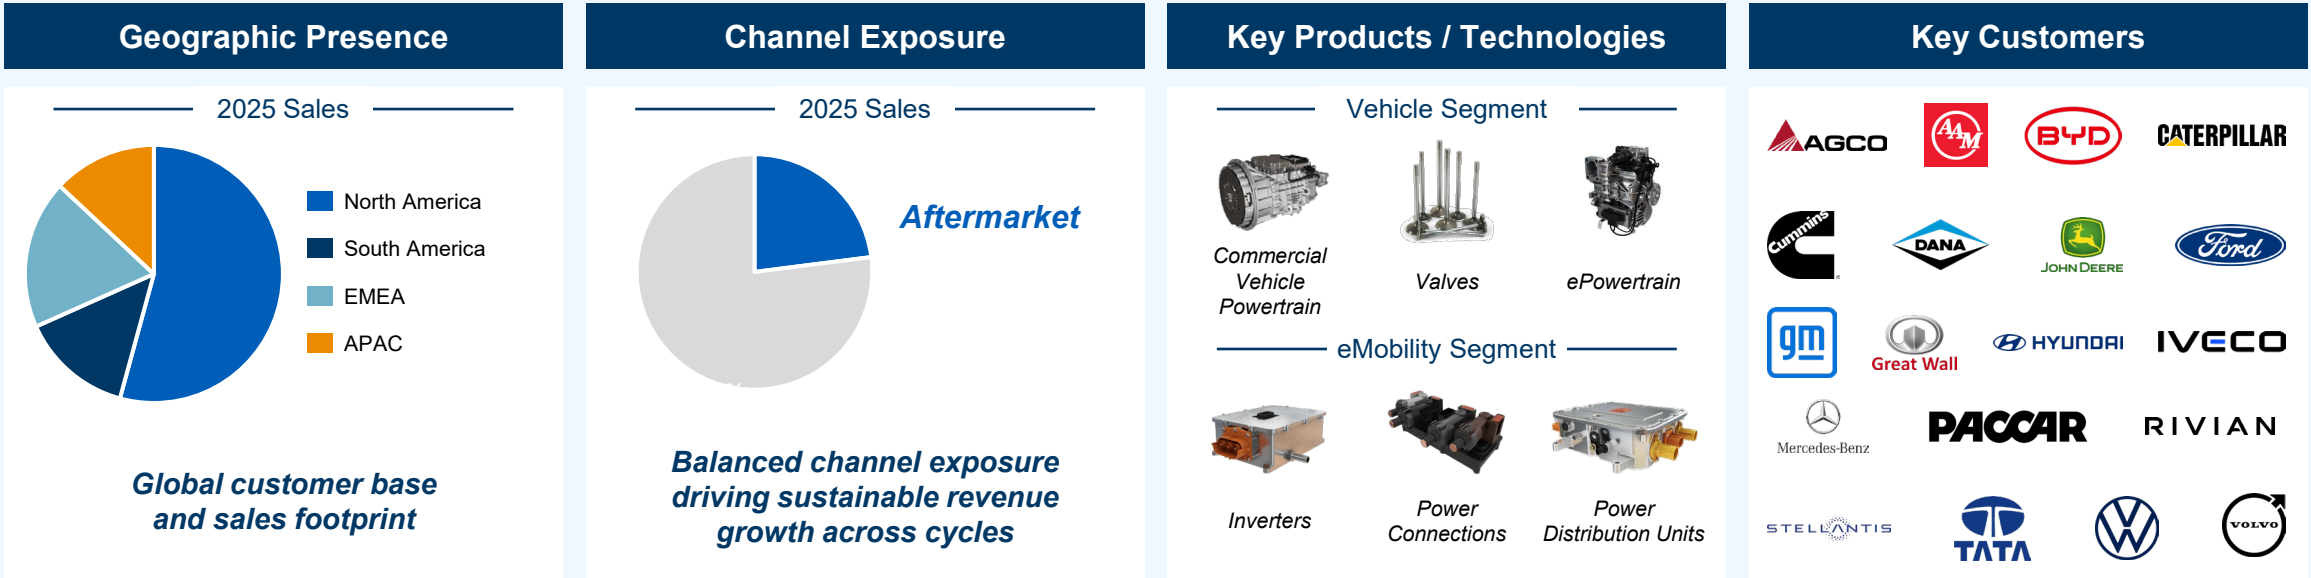 Geographic Presence
2025 Sales
North America
South America
EMEA
APAC
Global customer base
and sales footprint
Channel Exposure
2025 Sales
Aftermarket
Balanced channel exposure
driving sustainable revenue
growth across cycles
Key Products / Technologies
Vehicle Segment
Commercial
Vehicle
Powertrain
Valves
ePowertrain
eMobility Segment
Inverters
Power
Connections
Power
Distribution Units
Key Customers
AGCO
AAM
BYD
CATERPILLAR
Cummins
DANA
JOHN DEERE
Ford
gm
Great Wall
HYUNDAI
IVECO
Mercedes-Benz
PACCAR
RIVIAN
STELLANTIS
TATA
VW
VOLVO